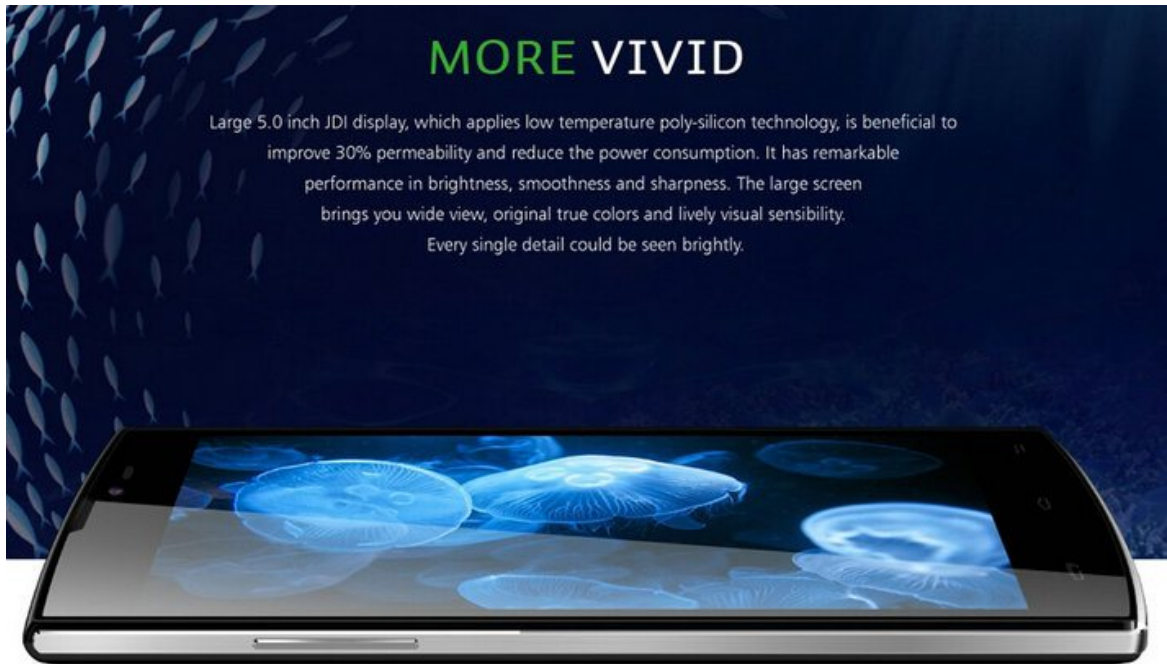 MORE VIVID
Large 5.0 inch JDI display, which applies low temperature poly-silicon technology, is beneficial to
improve 30% permeability and reduce the power consumption. It has remarkable
performance in brightness, smoothness and sharpness. The large screen
brings you wide view, original true colors and lively visual sensibility.
Every single detail could be seen brightly.